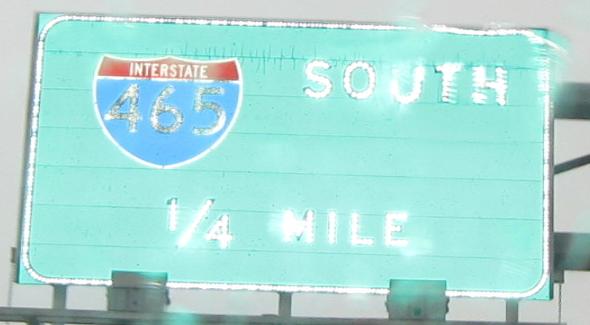 INTERSTATE
465
SOUTH
1/4 MILE